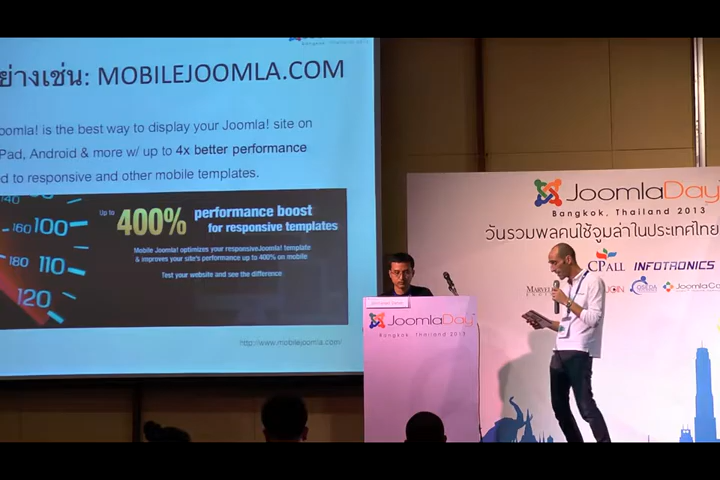 ย่างเช่น: MOBILEJOOMLA.COM
oomla! is the best way to display your Joomla! site on
Pad, Android & more w/ up to 4x better performance
d to responsive and other mobile templates.
140
160 100
180 110
120
Up to 400% performance boost
for responsive templates
Mobile Joomla! optimizes your responsiveJoomla! template
& improves your site's performance up to 400% on mobile
Test your website and see the difference
http://www.mobilejoomla.com/
JoomlaDay
Bangkok, Thailand 2013
วันรวมพลคนใช้จูมล่าในประเทศไทย
CPALL INFOTRONICS
JoomlaCo
JoomlaDay
Bangkok, Thailand 2013